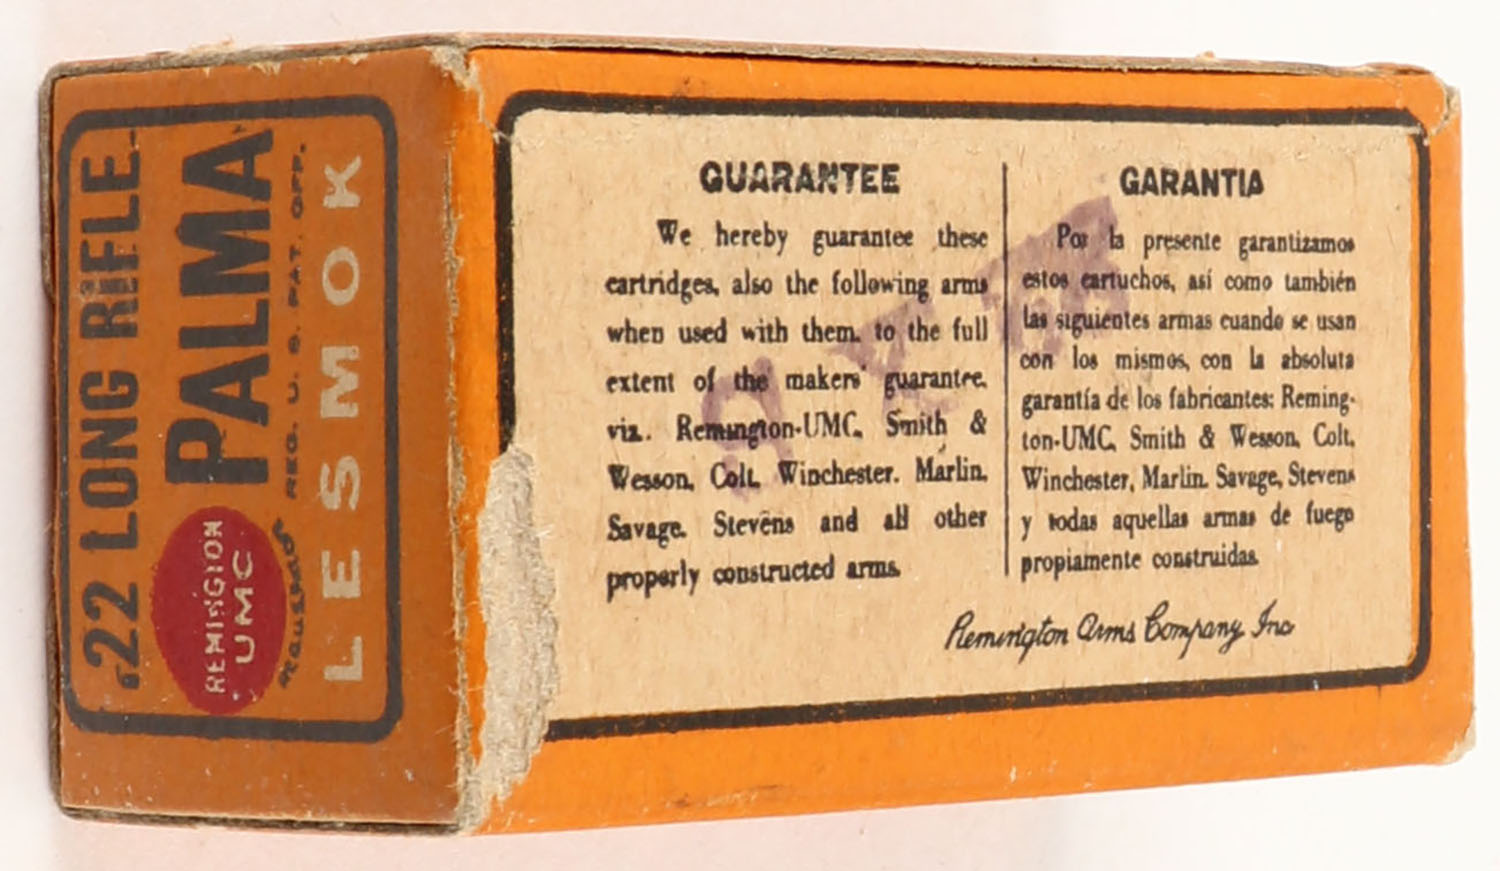 .22 LONG RIFLE
PALMA
REG. U. S. PAT. OFF.
REMINGTON
UMC
TRADEMARK
LESMOK
GUARANTEE
We hereby guarantee these
cartridges, also the following arms
when used with them, to the full
extent of the makers' guarantee,
viz. Remington-UMC, Smith &
Wesson, Colt, Winchester, Marlin,
Savage, Stevens and all other
properly constructed arms.
GARANTIA
Por la presente garantizamos
estos cartuchos, así como también
las siguientes armas cuando se usan
con los mismos, con la absoluta
garantía de los fabricantes: Reming-
ton-UMC, Smith & Wesson, Colt,
Winchester, Marlin, Savage, Stevens
y todas aquellas armas de fuego
propiamente construidas.
Remington Arms Company, Inc